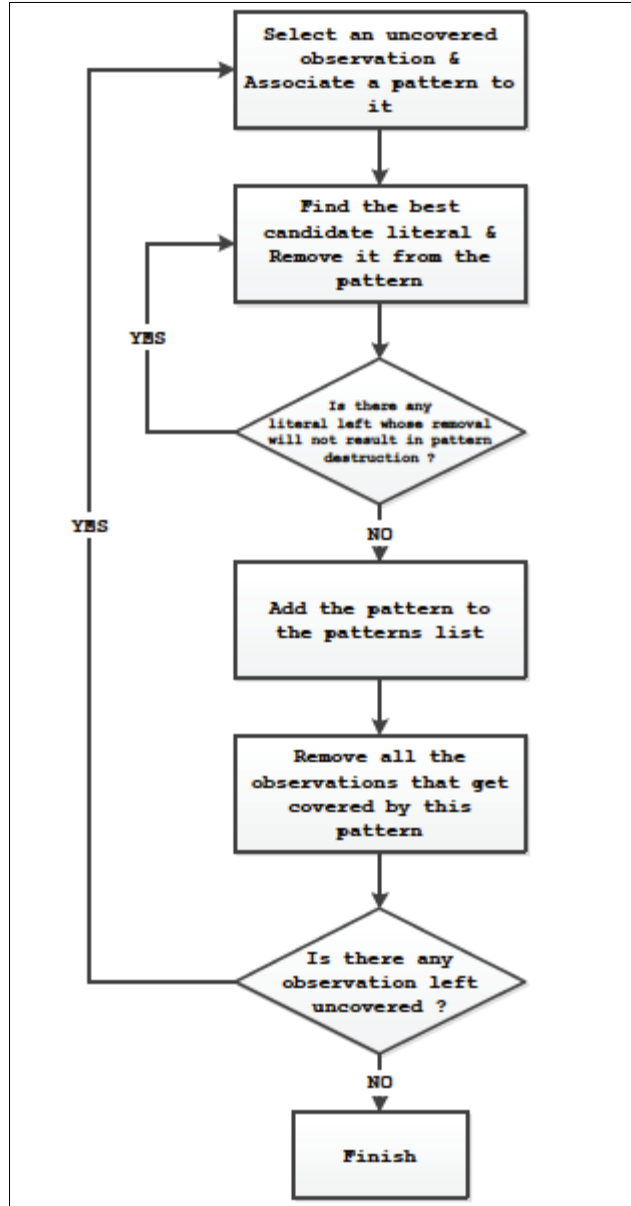 Select an uncovered
observation &
Associate a pattern to
it
Find the best
candidate literal &
Remove it from the
pattern
YES
Is there any
literal left whose removal
will not result in pattern
destruction ?
YES
NO
Add the pattern to
the patterns list
Remove all the
observations that get
covered by this
pattern
Is there any
observation left
uncovered ?
NO
Finish